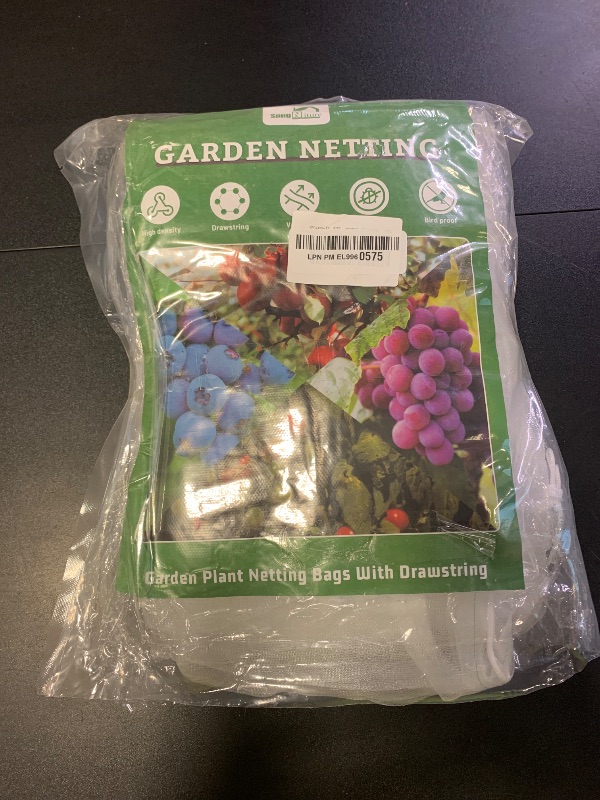 GARDEN NETTING
High density
Drawstring
Bird proof
LPN PM EL996 0575
Garden Plant Netting Bags With Drawstring